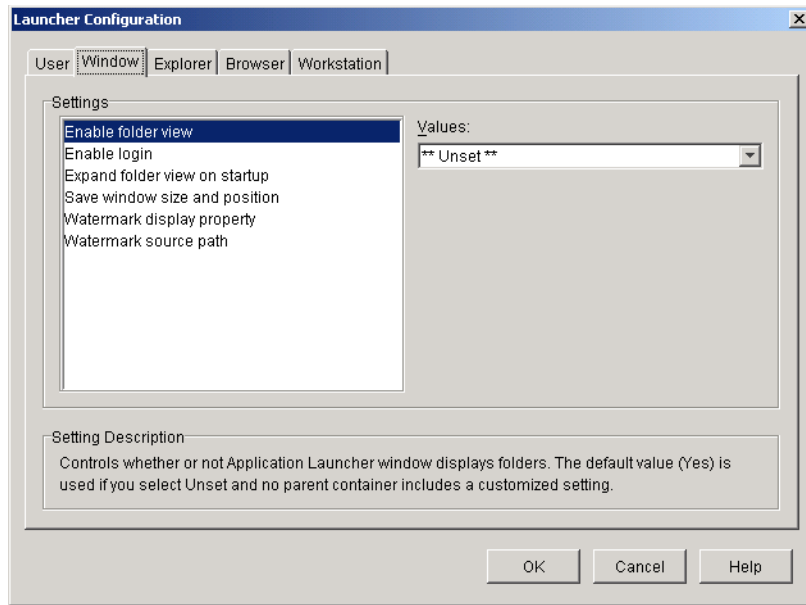 Launcher Configuration
User
Window
Explorer
Browser
Workstation
Settings
Enable folder view
Enable login
Expand folder view on startup
Save window size and position
Watermark display property
Watermark source path
Values:
** Unset **
Setting Description
Controls whether or not Application Launcher window displays folders. The default value (Yes) is
used if you select Unset and no parent container includes a customized setting.
OK
Cancel
Help